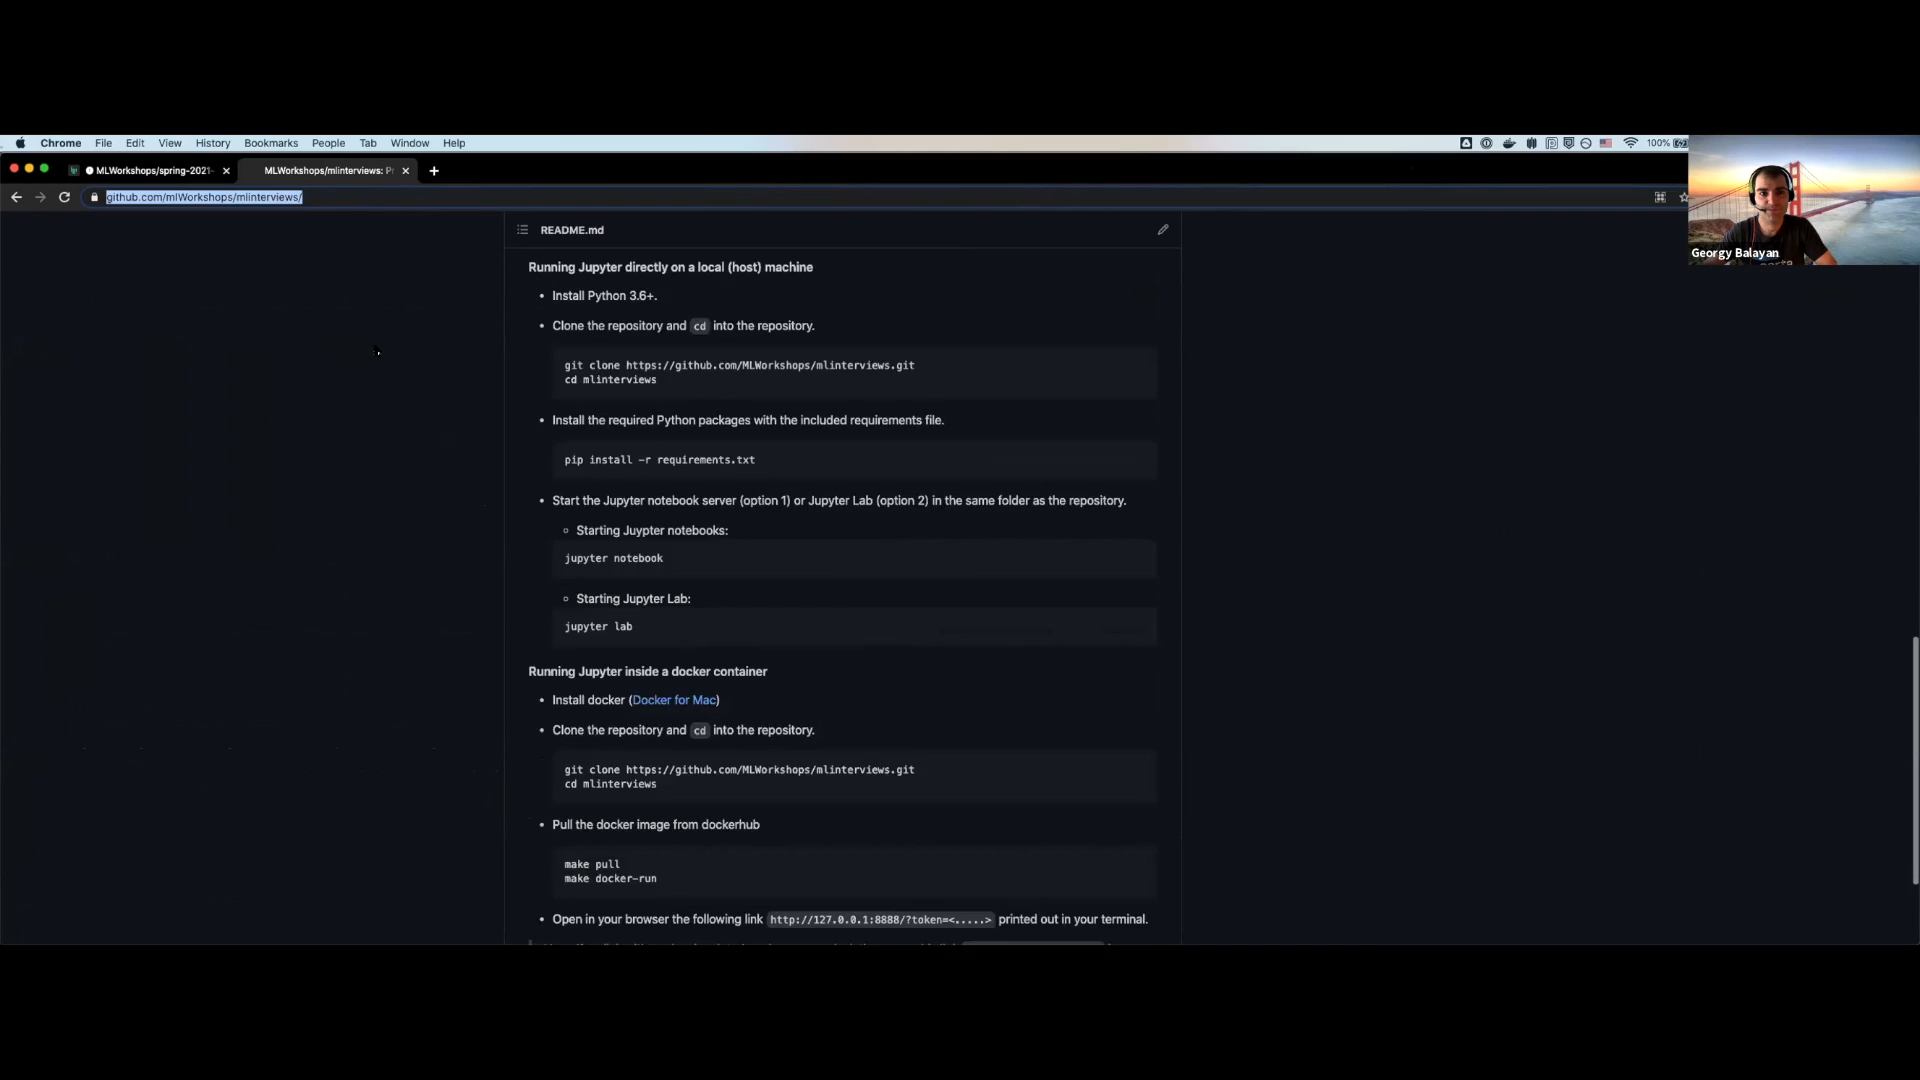 Chrome File Edit View History Bookmarks People Tab Window Help 100%
MLWorkshops/spring-2021- MLWorkshops/mlinterviews: Pr
github.com/mlWorkshops/mlinterviews/
Georgy Balayan
README.md
Running Jupyter directly on a local (host) machine
• Install Python 3.6+.
• Clone the repository and cd into the repository.
git clone https://github.com/MLWorkshops/mlinterviews.git
cd mlinterviews
• Install the required Python packages with the included requirements file.
pip install -r requirements.txt
• Start the Jupyter notebook server (option 1) or Jupyter Lab (option 2) in the same folder as the repository.
◦ Starting Juypter notebooks:
jupyter notebook
◦ Starting Jupyter Lab:
jupyter lab
Running Jupyter inside a docker container
• Install docker (Docker for Mac)
• Clone the repository and cd into the repository.
git clone https://github.com/MLWorkshops/mlinterviews.git
cd mlinterviews
• Pull the docker image from dockerhub
make pull
make docker-run
• Open in your browser the following link http://127.0.0.1:8888/?token=<.....> printed out in your terminal.